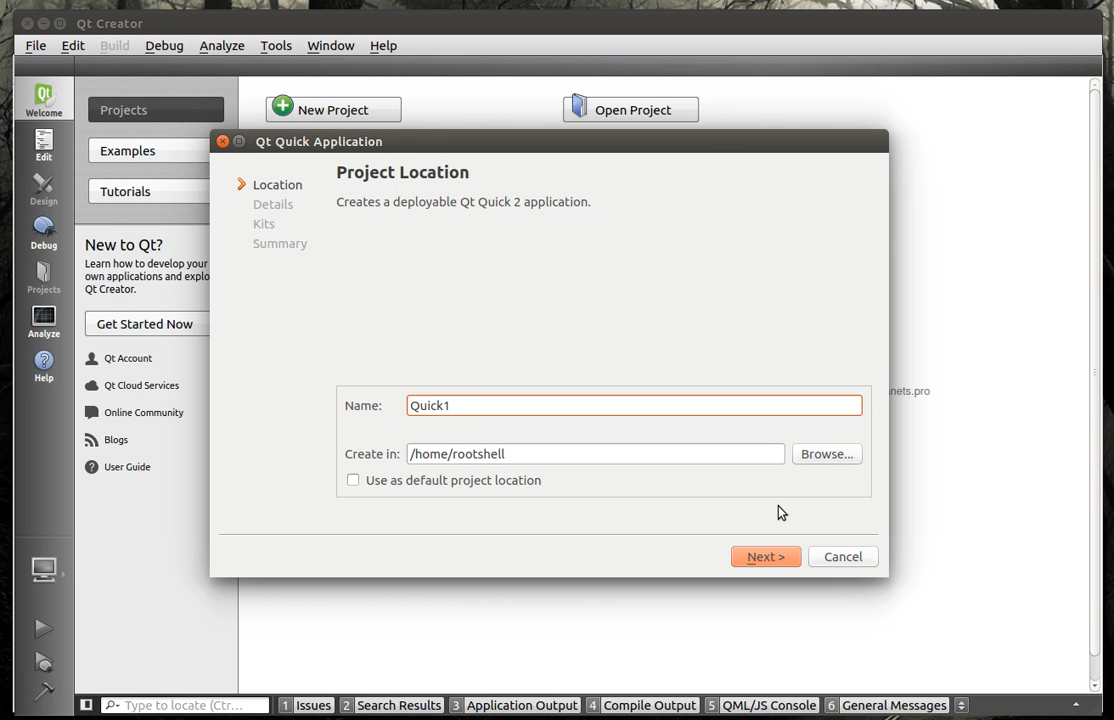 Qt Creator
File Edit Build Debug Analyze Tools Window Help
Qt
Welcome
Edit
Design
Debug
Projects
Analyze
Help
Projects
Examples
Tutorials
New to Qt?
Learn how to develop your
own applications and explo
Qt Creator.
Get Started Now
Qt Account
Qt Cloud Services
Online Community
Blogs
User Guide
New Project
Open Project
nets.pro
Qt Quick Application
Location
Details
Kits
Summary
Project Location
Creates a deployable Qt Quick 2 application.
Name: Quick1
Create in: /home/rootshell Browse...
Use as default project location
Next > Cancel
Type to locate (Ctr... 1 Issues 2 Search Results 3 Application Output 4 Compile Output 5 QML/JS Console 6 General Messages